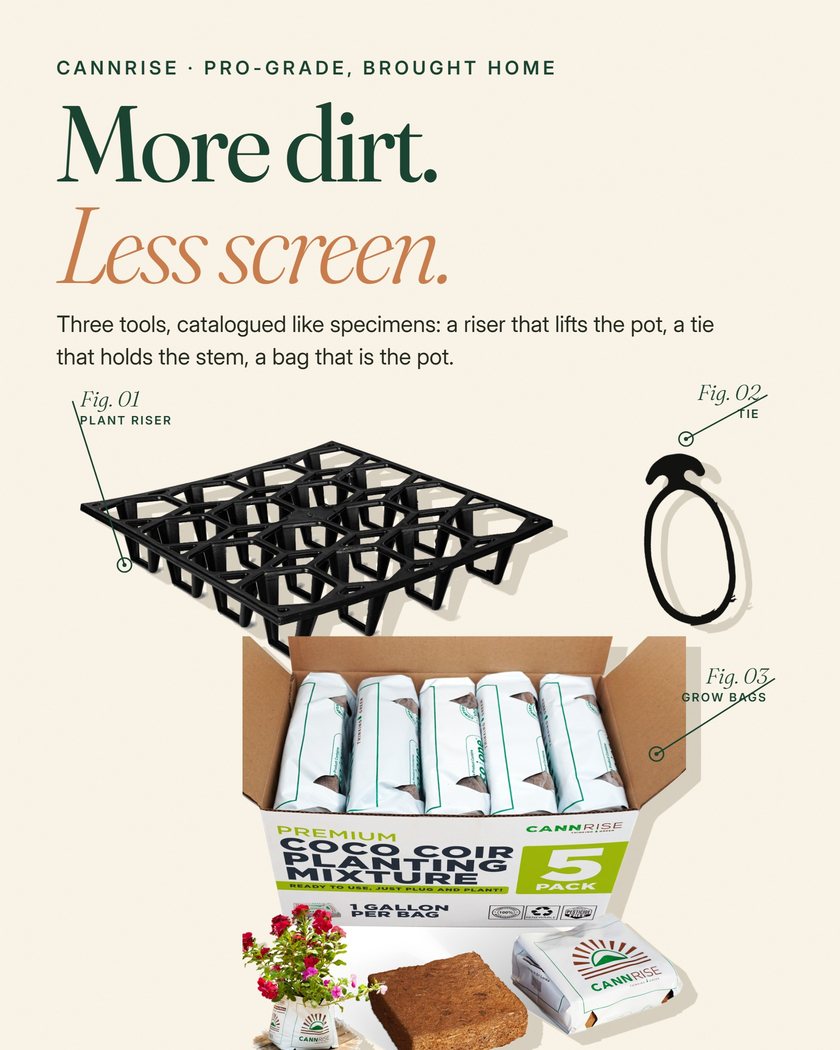 CANNRISE · PRO-GRADE, BROUGHT HOME
More dirt.
Less screen.
Three tools, catalogued like specimens: a riser that lifts the pot, a tie
that holds the stem, a bag that is the pot.
Fig. 01
PLANT RISER
Fig. 02
TIE
Fig. 03
GROW BAGS
PREMIUM
COCO COIR
PLANTING
MIXTURE
READY TO USE, JUST PLUG AND PLANT!
1 GALLON
PER BAG
CANNRISE
5
PACK
CANNRISE
CANNRISE